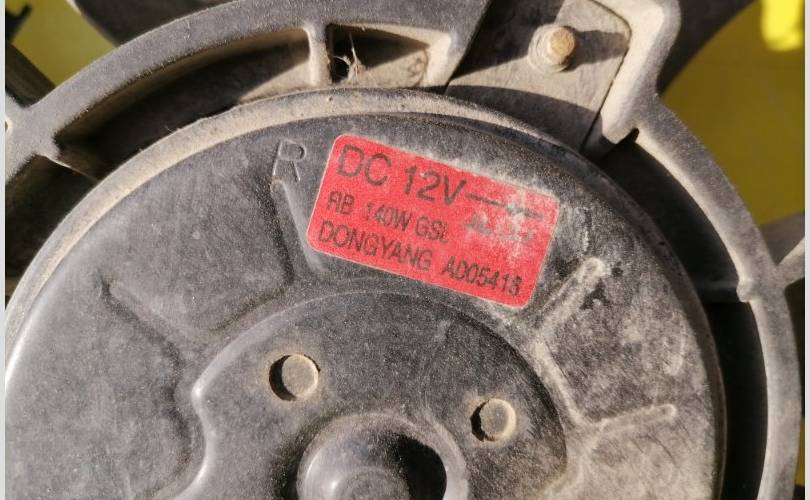 R
DC 12V
RB 140W GSL
DONGYANG A005413